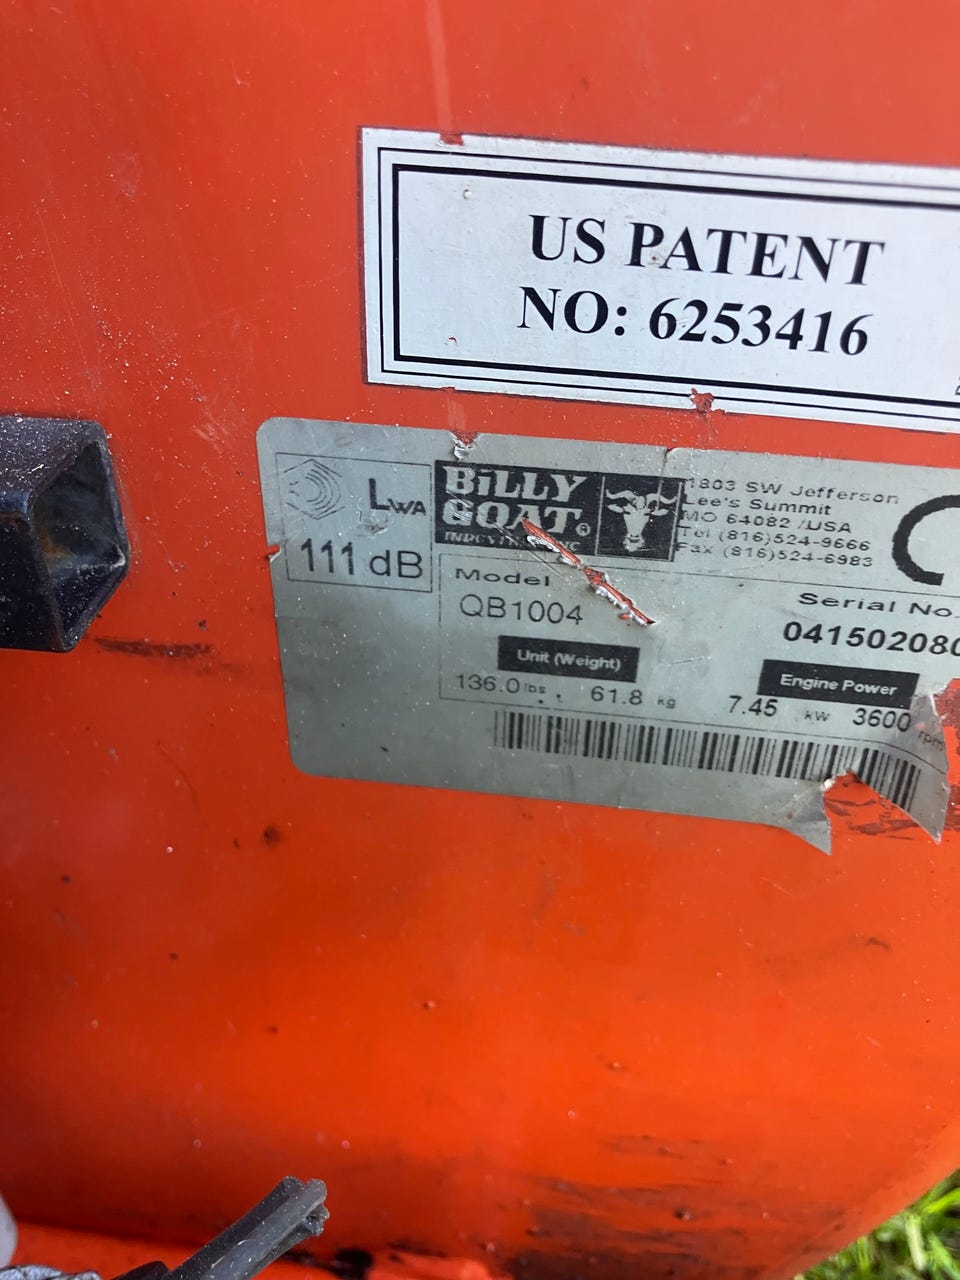 US PATENT
NO: 6253416
LWA
111 dB
BiLLY
GOAT®
1803 SW Jefferson
Lee's Summit
MO 64082 /USA
Tel (816)524-9666
Fax (816)524-6983
Model
QB1004
Serial No.
041502080
Unit (Weight)
136.0 lbs. 61.8 kg
Engine Power
7.45 kW 3600 rpm